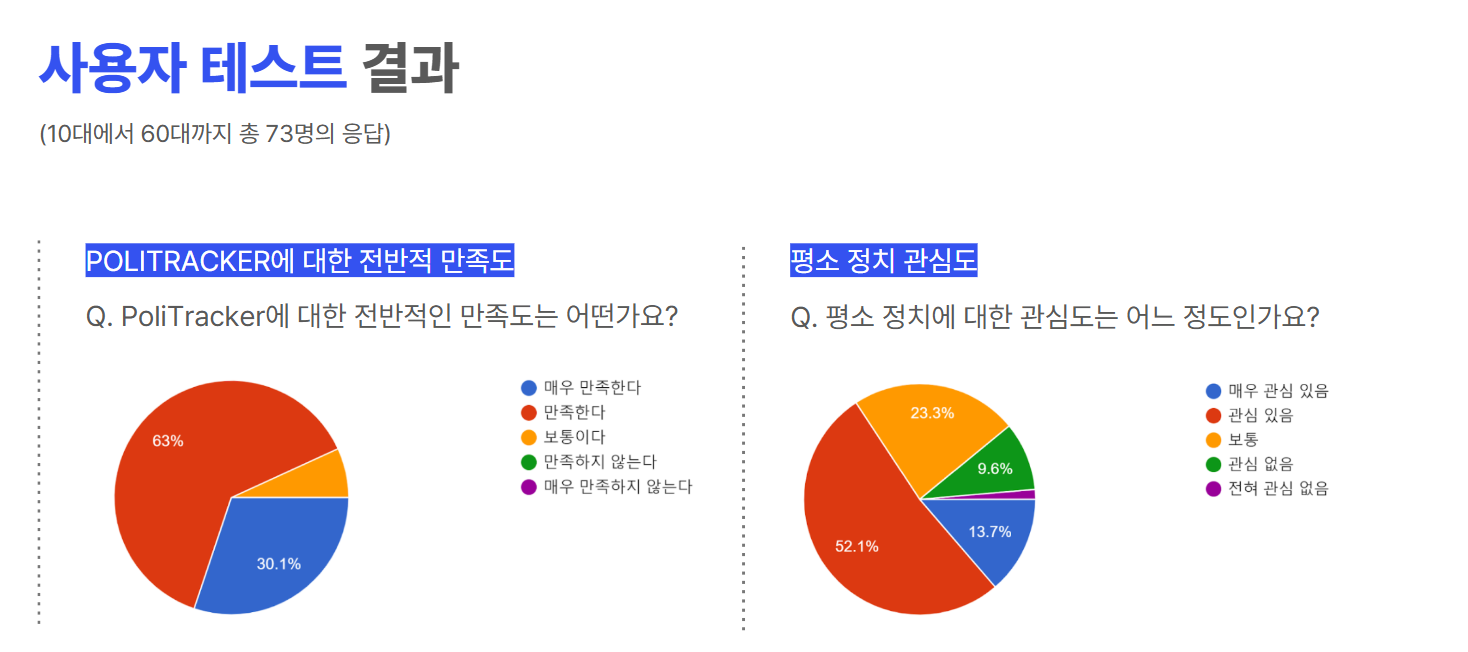 사용자 테스트 결과
(10대에서 60대까지 총 73명의 응답)
POLITRACKER에 대한 전반적 만족도
Q. PoliTracker에 대한 전반적인 만족도는 어떤가요?
63%
30.1%
매우 만족한다
만족한다
보통이다
만족하지 않는다
매우 만족하지 않는다
평소 정치 관심도
Q. 평소 정치에 대한 관심도는 어느 정도인가요?
23.3%
9.6%
13.7%
52.1%
매우 관심 있음
관심 있음
보통
관심 없음
전혀 관심 없음